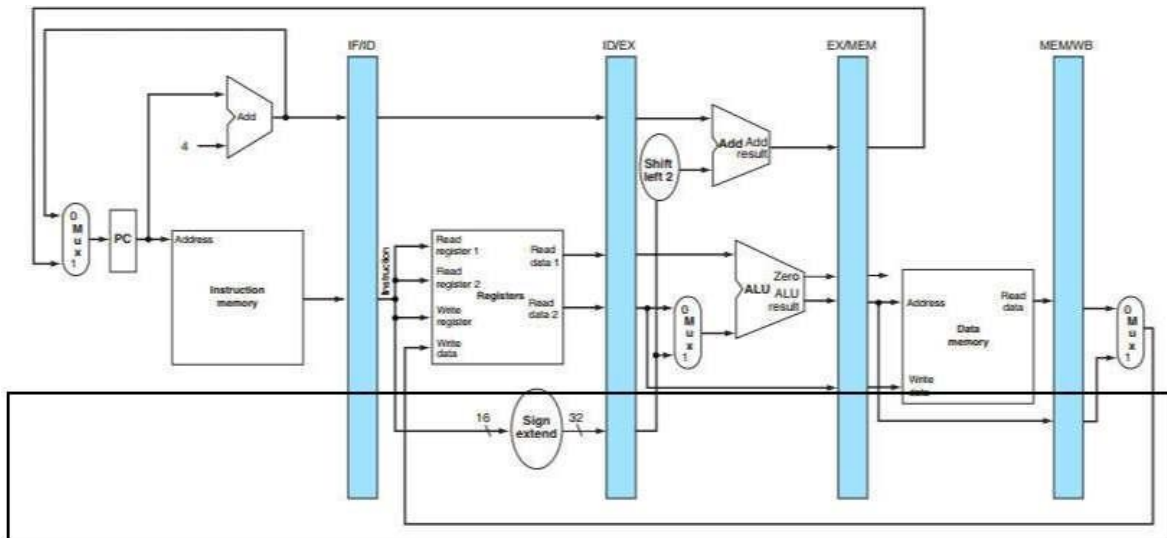 IF/ID
ID/EX
EX/MEM
MEM/WB
Add
4
Shift
left 2
Add
Add
result
0
M
u
x
1
PC
Address
Instruction
memory
Instruction
Read
register 1
Read
register 2
Write
register
Write
data
Registers
Read
data 1
Read
data 2
0
M
u
x
1
Zero
ALU
ALU
result
Address
Data
memory
Read
data
Write
data
0
M
u
x
1
16
Sign
extend
32